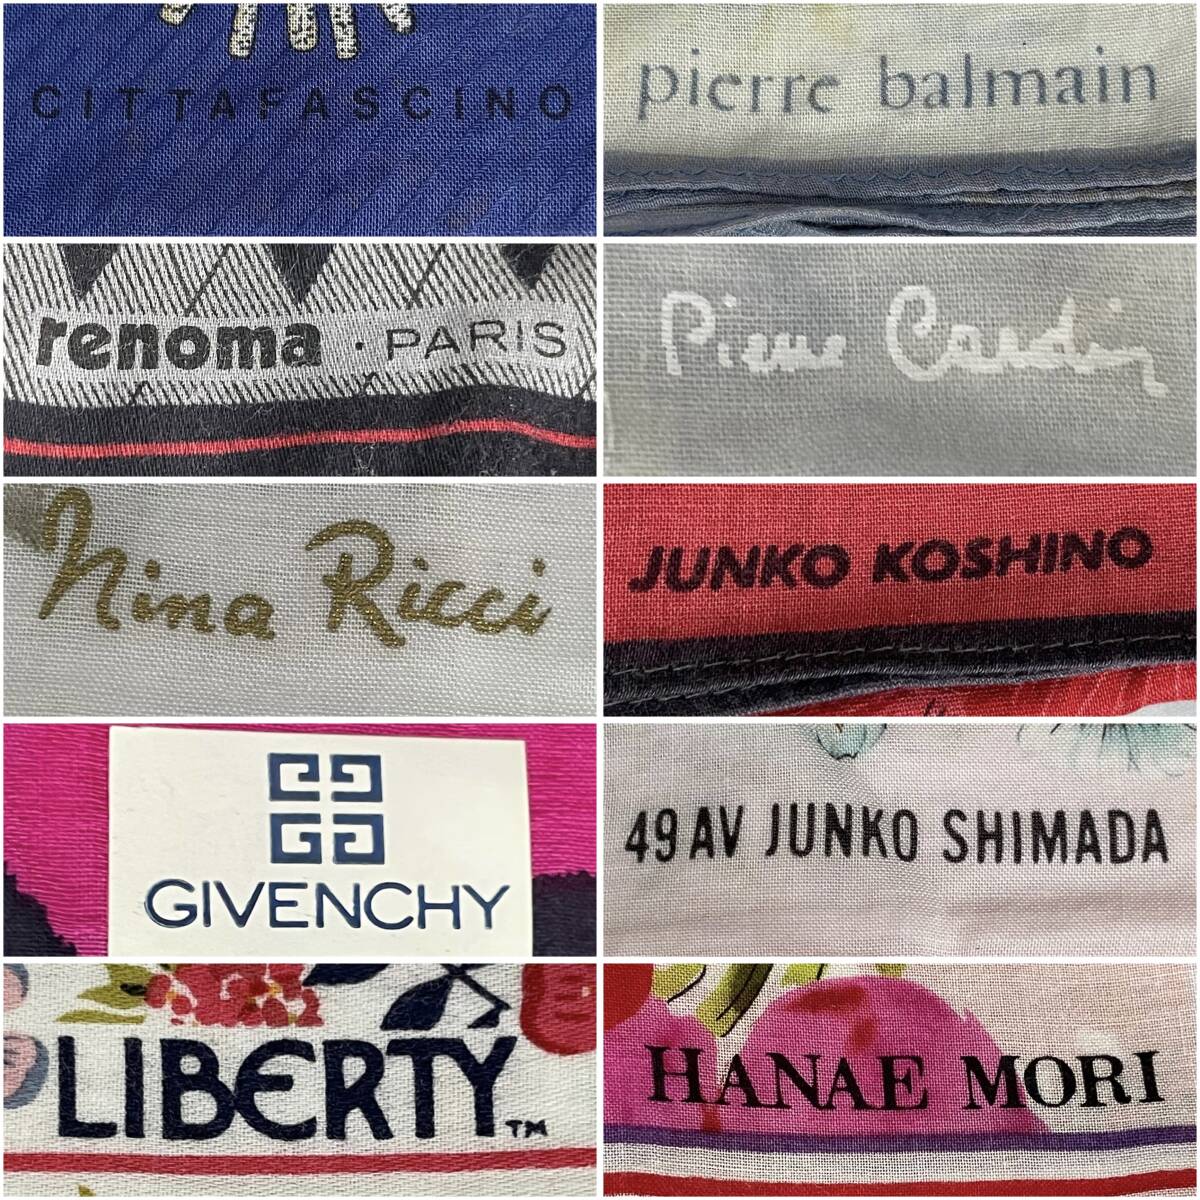 CITTAFASCINO
pierre balmain
renoma · PARIS
Pierre Cardin
Nina Ricci
JUNKO KOSHINO
GIVENCHY
49 AV JUNKO SHIMADA
LIBERTY™
HANAE MORI